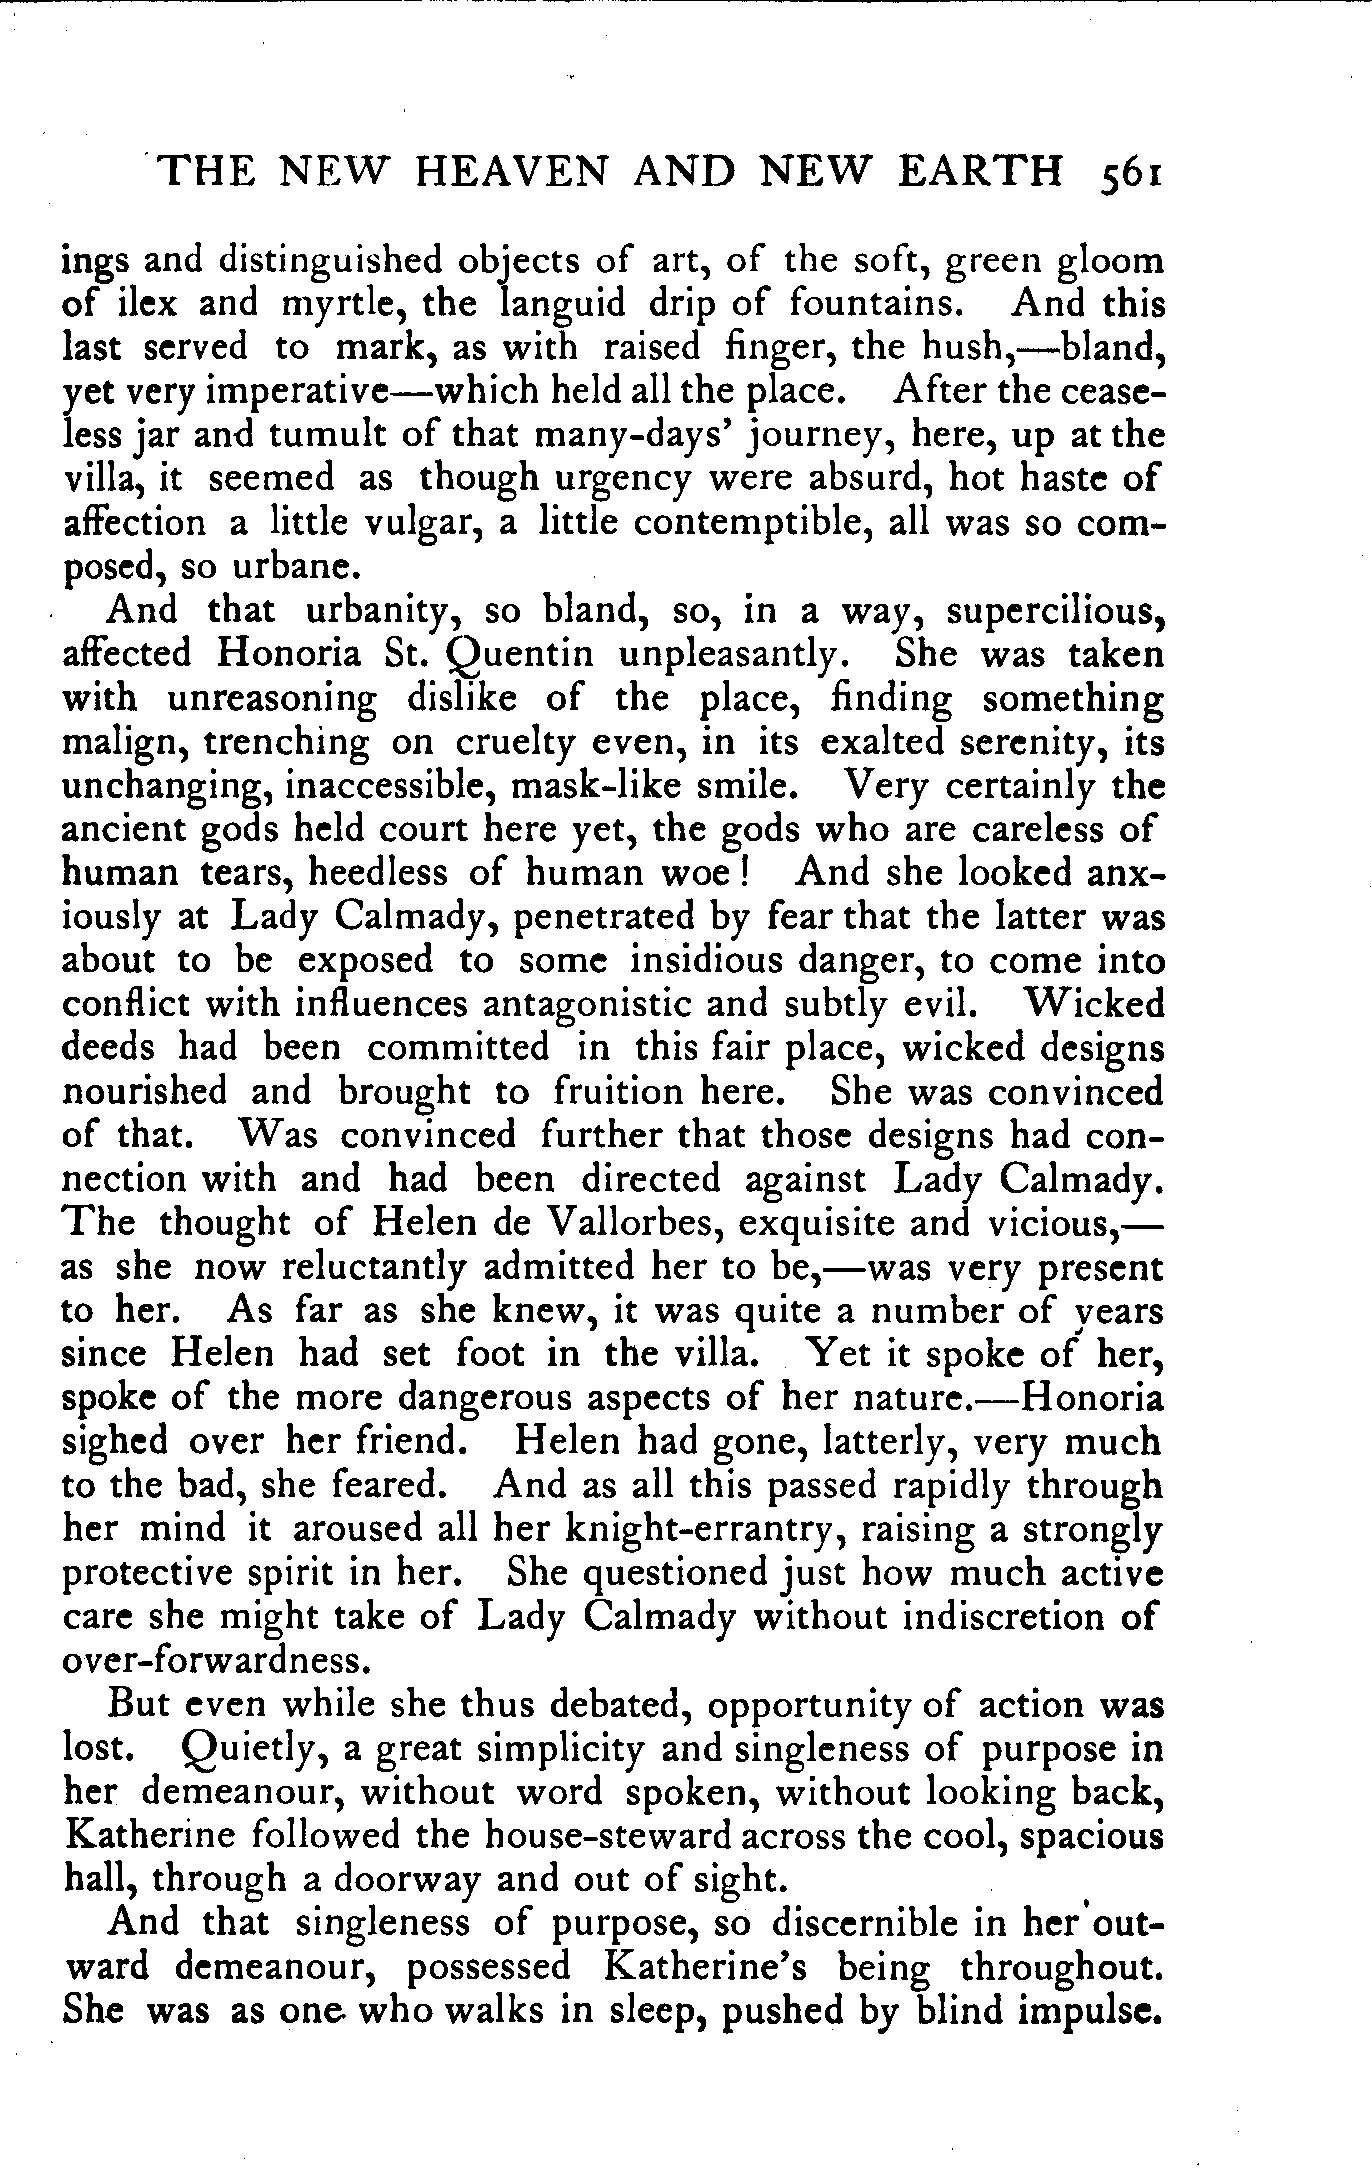 THE NEW HEAVEN AND NEW EARTH 561
ings and distinguished objects of art, of the soft, green gloom
of ilex and myrtle, the languid drip of fountains. And this
last served to mark, as with raised finger, the hush,—bland,
yet very imperative—which held all the place. After the cease-
less jar and tumult of that many-days' journey, here, up at the
villa, it seemed as though urgency were absurd, hot haste of
affection a little vulgar, a little contemptible, all was so com-
posed, so urbane.
And that urbanity, so bland, so, in a way, supercilious,
affected Honoria St. Quentin unpleasantly. She was taken
with unreasoning dislike of the place, finding something
malign, trenching on cruelty even, in its exalted serenity, its
unchanging, inaccessible, mask-like smile. Very certainly the
ancient gods held court here yet, the gods who are careless of
human tears, heedless of human woe! And she looked anx-
iously at Lady Calmady, penetrated by fear that the latter was
about to be exposed to some insidious danger, to come into
conflict with influences antagonistic and subtly evil. Wicked
deeds had been committed in this fair place, wicked designs
nourished and brought to fruition here. She was convinced
of that. Was convinced further that those designs had con-
nection with and had been directed against Lady Calmady.
The thought of Helen de Vallorbes, exquisite and vicious,—
as she now reluctantly admitted her to be,—was very present
to her. As far as she knew, it was quite a number of years
since Helen had set foot in the villa. Yet it spoke of her,
spoke of the more dangerous aspects of her nature.—Honoria
sighed over her friend. Helen had gone, latterly, very much
to the bad, she feared. And as all this passed rapidly through
her mind it aroused all her knight-errantry, raising a strongly
protective spirit in her. She questioned just how much active
care she might take of Lady Calmady without indiscretion of
over-forwardness.
But even while she thus debated, opportunity of action was
lost. Quietly, a great simplicity and singleness of purpose in
her demeanour, without word spoken, without looking back,
Katherine followed the house-steward across the cool, spacious
hall, through a doorway and out of sight.
And that singleness of purpose, so discernible in her out-
ward demeanour, possessed Katherine's being throughout.
She was as one who walks in sleep, pushed by blind impulse.